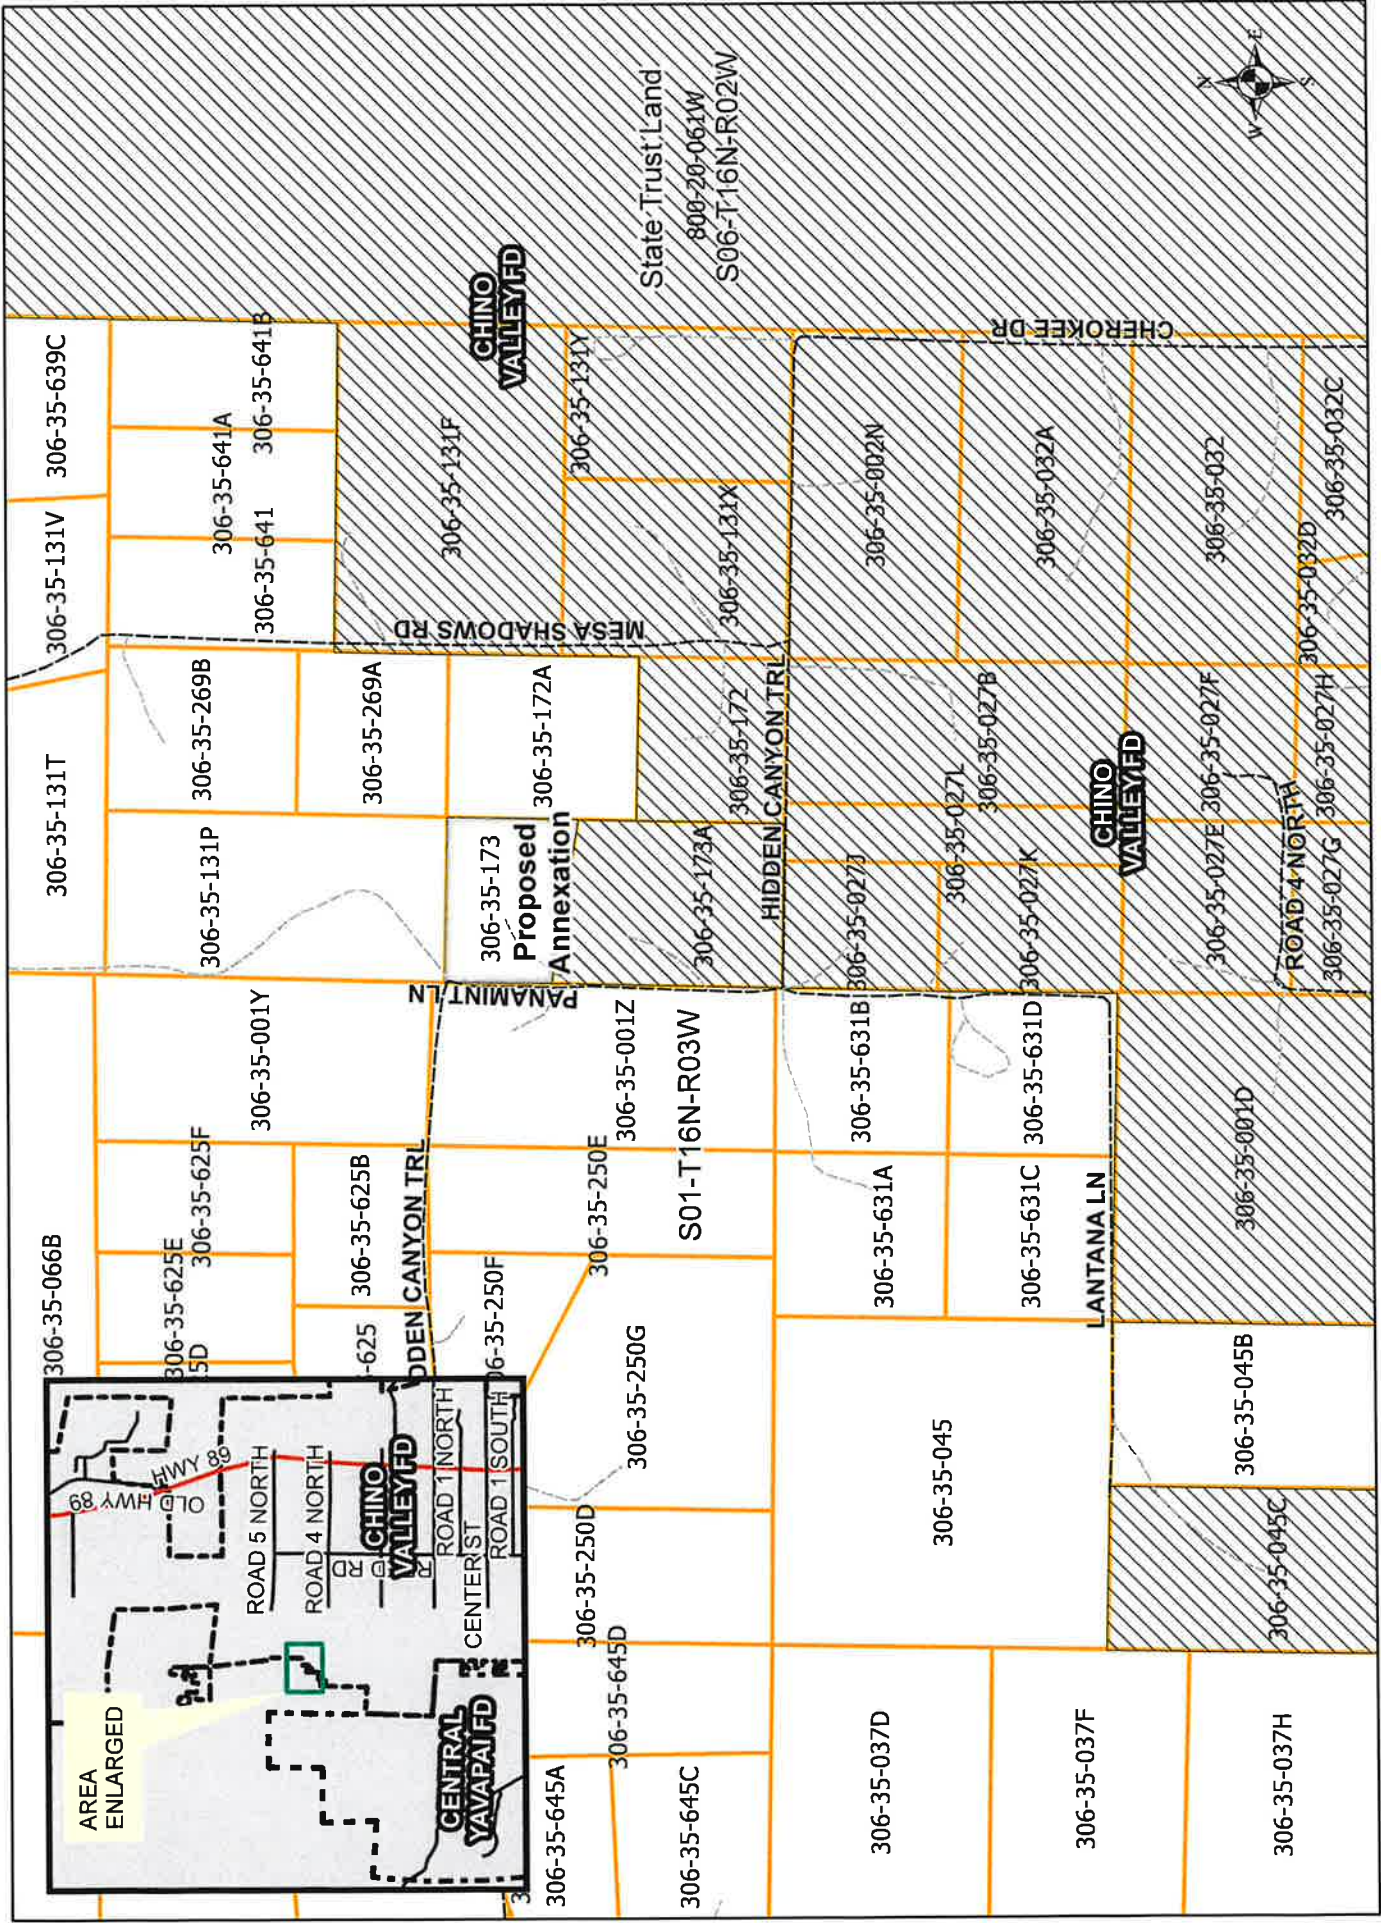 AREA
ENLARGED
OLD HWY 89
HWY 89
ROAD 5 NORTH
ROAD 4 NORTH
RD
CHINO
VALLEY FD
ROAD 1 NORTH
CENTER ST
ROAD 1 SOUTH
CENTRAL
YAVAPAI FD
306-35-066B
306-35-131T
306-35-131V
306-35-639C
306-35-625E
306-35-625F
306-35-001Y
306-35-131P
306-35-269B
306-35-641
306-35-641A
306-35-641B
306-35-625B
306-35-269A
DDEN CANYON TRL
PANAMINT LN
MESA SHADOWS RD
306-35-131F
CHINO
VALLEY FD
06-35-250F
306-35-173
Proposed
Annexation
306-35-172A
306-35-645A
306-35-250D
306-35-250G
306-35-250E
306-35-001Z
306-35-131Y
State Trust Land
800-20-061W
S06-T16N-R02W
306-35-645D
306-35-645C
S01-T16N-R03W
306-35-173A
306-35-172
306-35-131X
HIDDEN CANYON TRL
306-35-037D
306-35-045
306-35-631A
306-35-631B
306-35-027J
306-35-027L
306-35-027B
306-35-002N
CHEROKEE DR
306-35-631C
306-35-631D
306-35-027K
306-35-032A
306-35-037F
LANTANA LN
CHINO
VALLEY FD
306-35-037H
306-35-045C
306-35-045B
306-35-001D
306-35-027E
306-35-027F
306-35-032
ROAD 4 NORTH
306-35-027G
306-35-027H
306-35-032D
306-35-032C
N
W
E
S